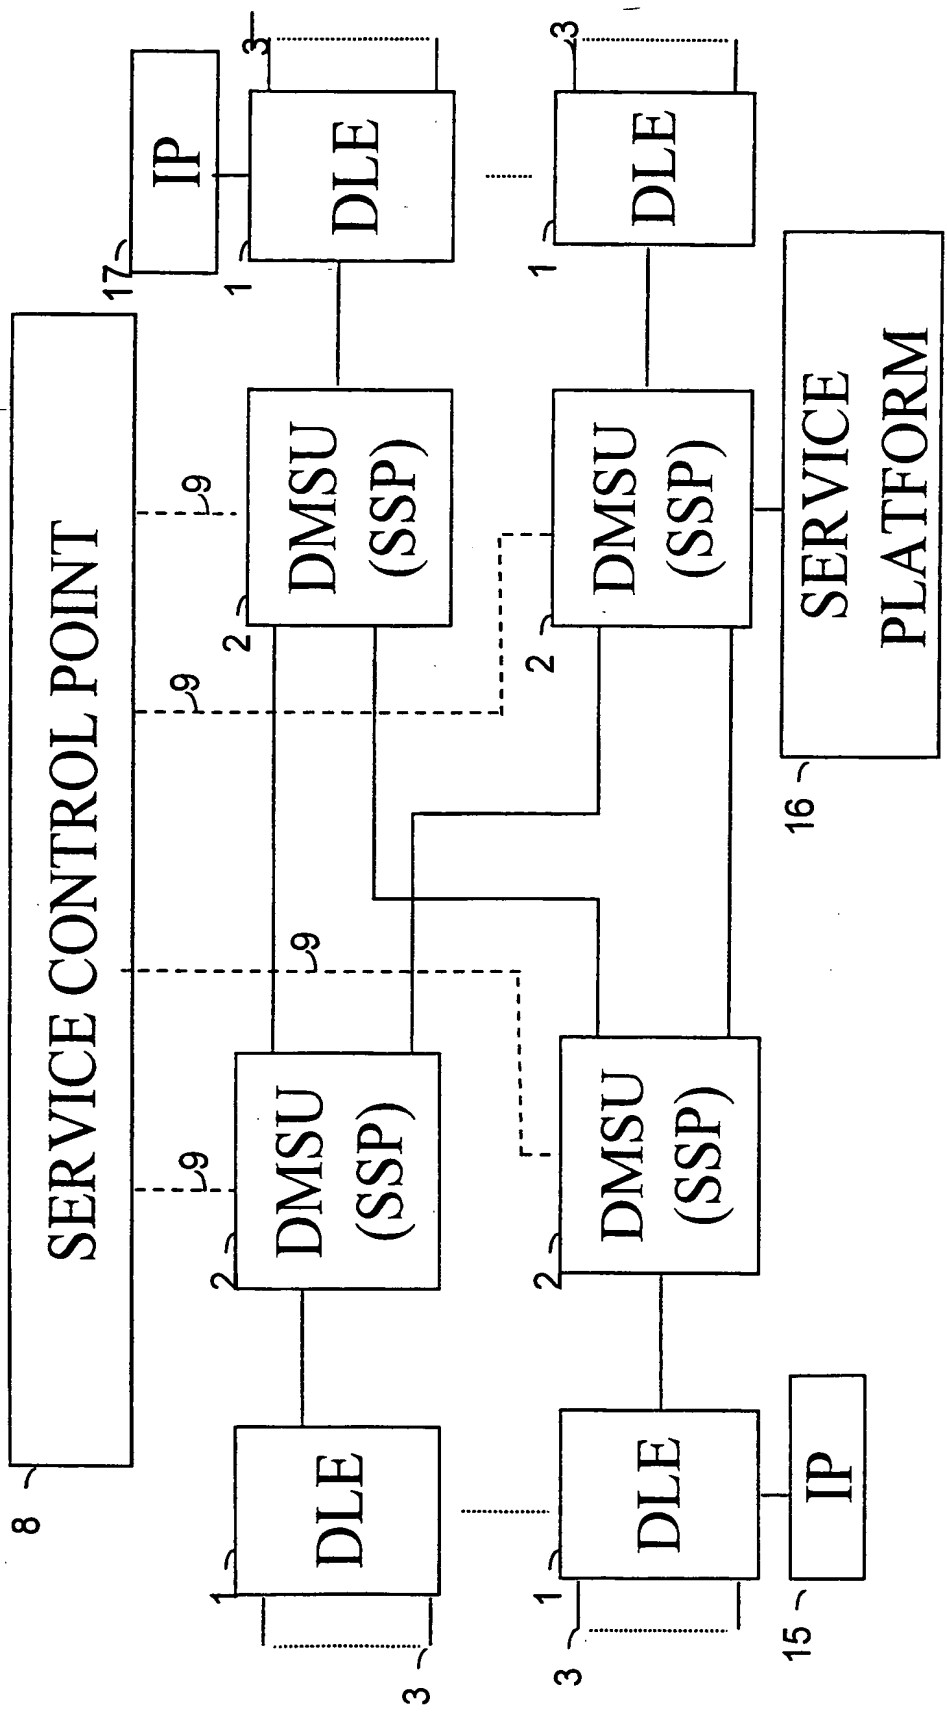 8
SERVICE CONTROL POINT
17
IP
9
9
9
1
2
2
1
3
9
DLE
DMSU
(SSP)
DMSU
(SSP)
DLE
3
1
2
2
1
3
3
DLE
DMSU
(SSP)
DMSU
(SSP)
DLE
15
IP
16
SERVICE
PLATFORM